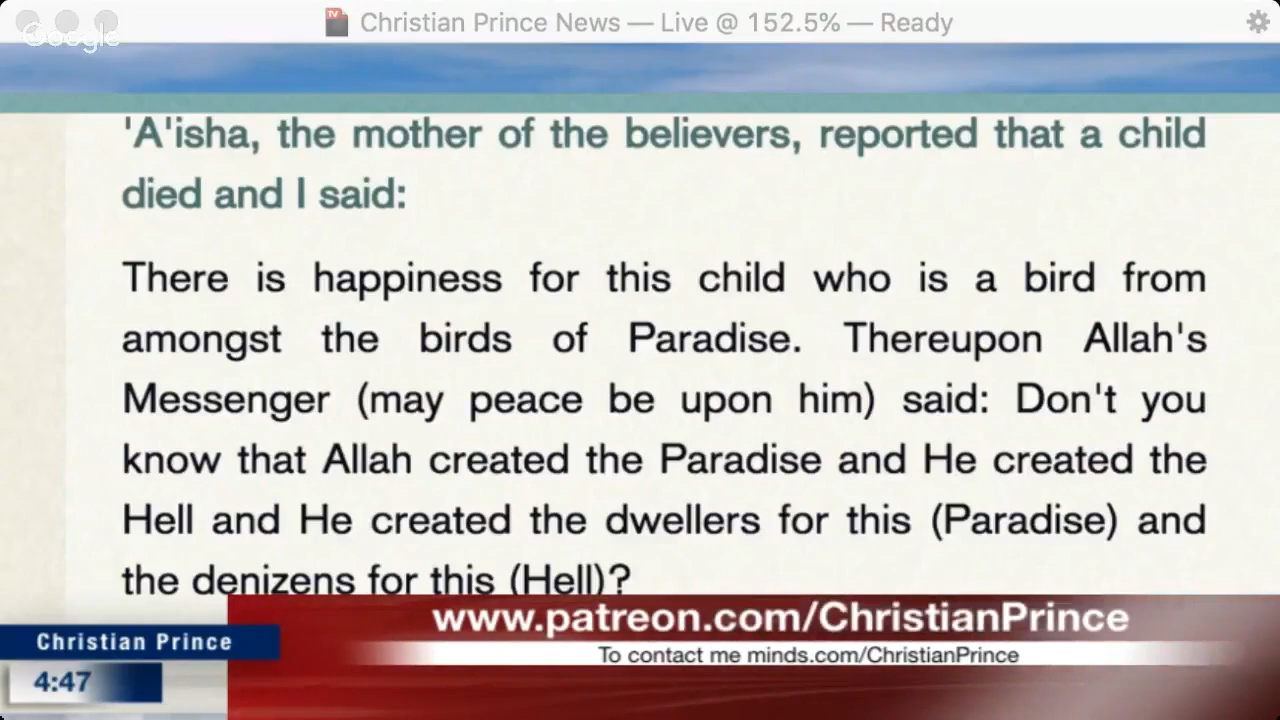 Christian Prince News — Live @ 152.5% — Ready
Google
TV
'A'isha, the mother of the believers, reported that a child
died and I said:
There is happiness for this child who is a bird from
amongst the birds of Paradise. Thereupon Allah's
Messenger (may peace be upon him) said: Don't you
know that Allah created the Paradise and He created the
Hell and He created the dwellers for this (Paradise) and
the denizens for this (Hell)?
www.patreon.com/ChristianPrince
Christian Prince
To contact me minds.com/ChristianPrince
4:47